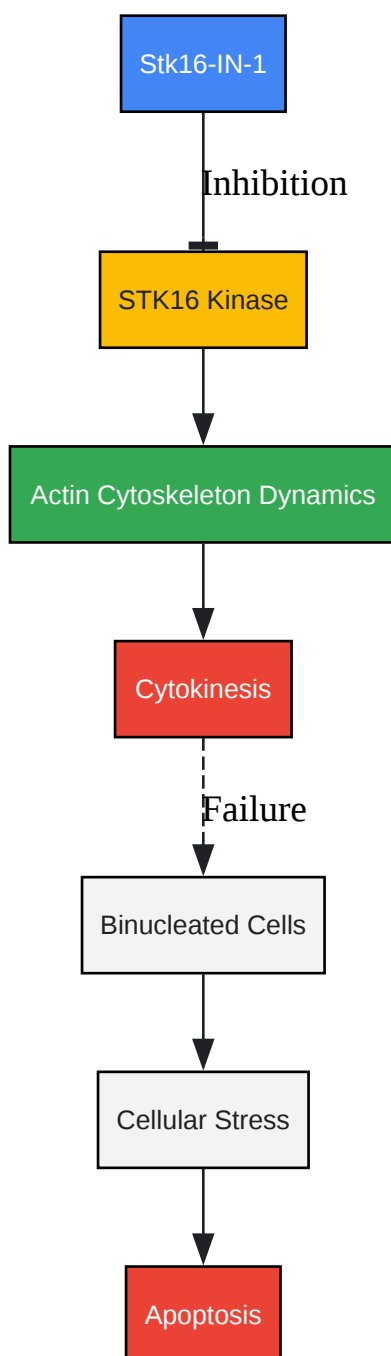 Stk16-IN-1
Inhibition
STK16 Kinase
Actin Cytoskeleton Dynamics
Cytokinesis
Failure
Binucleated Cells
Cellular Stress
Apoptosis